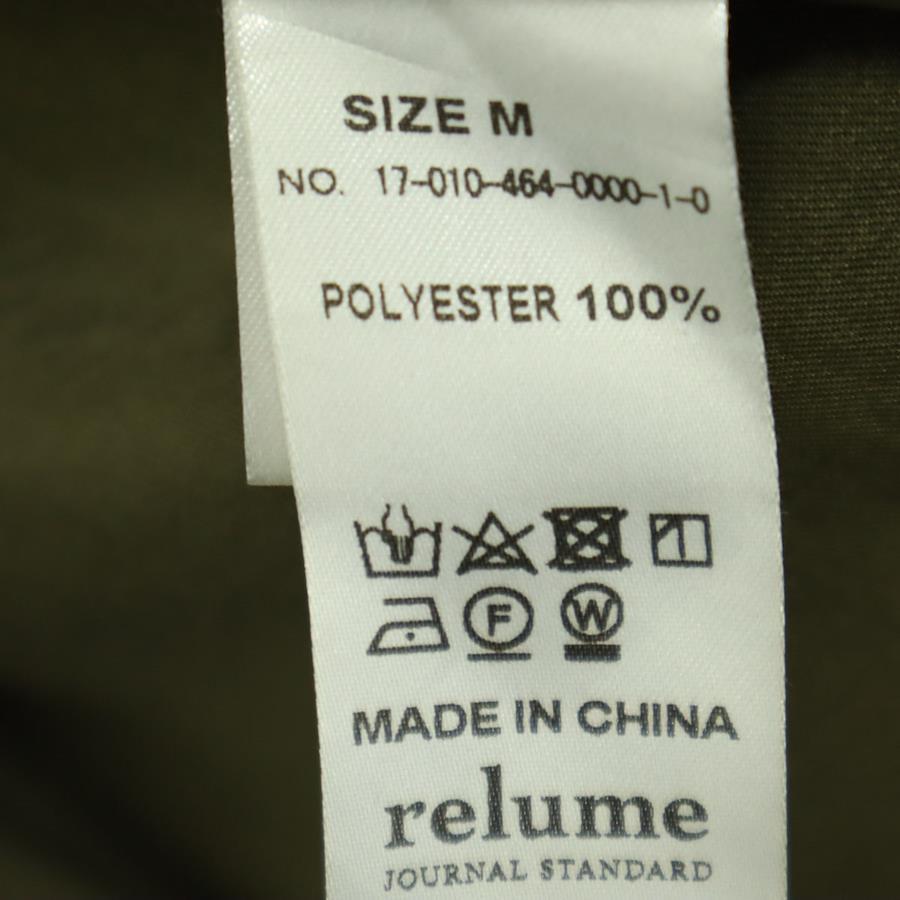 SIZE M
NO. 17-010-464-0000-1-0
POLYESTER 100%
F W
MADE IN CHINA
relume
JOURNAL STANDARD